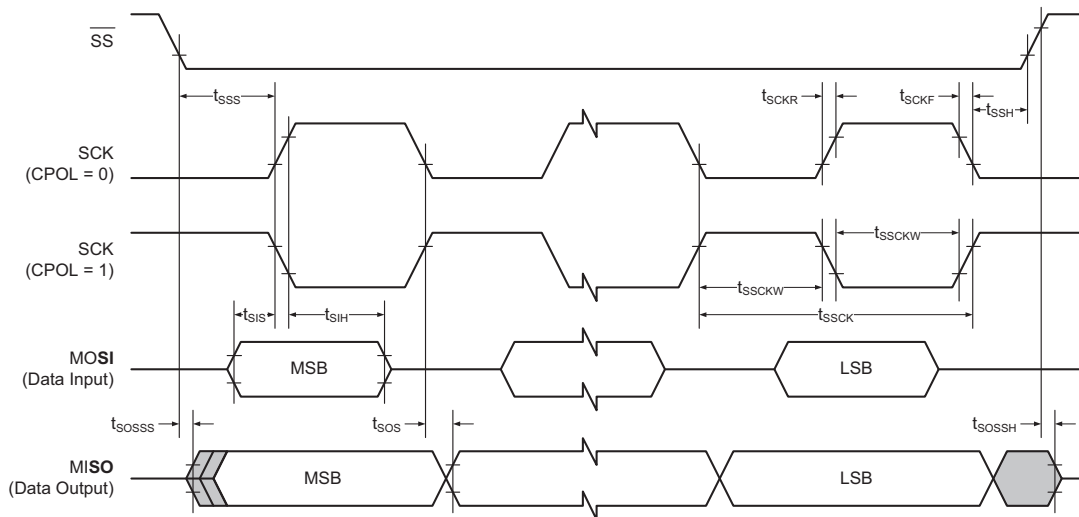 SS
tSSS
tSCKR
tSCKF
tSSH
SCK
(CPOL = 0)
SCK
(CPOL = 1)
tSSCKW
tSSCKW
tSSCK
tSIS
tSIH
MOSI
(Data Input)
MSB
LSB
tSOSSS
tSOS
tSOSSH
MISO
(Data Output)
MSB
LSB